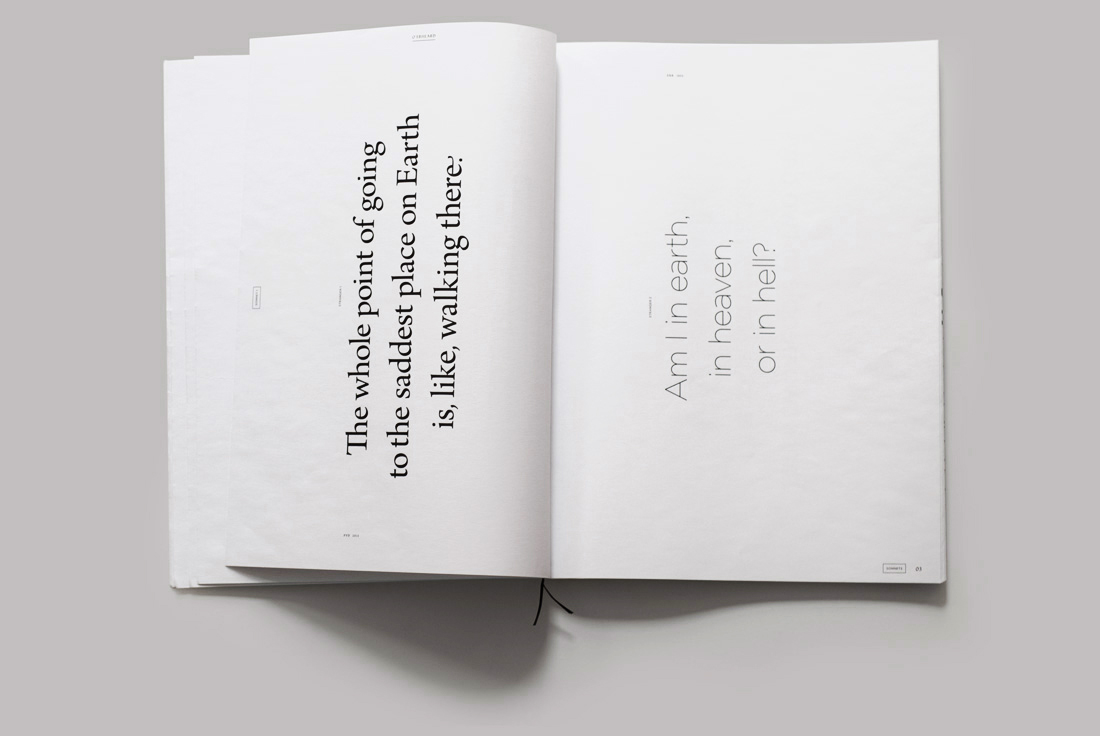 The whole point of going
to the saddest place on Earth
is, like, walking there.
Am I in earth,
in heaven,
or in hell?
03